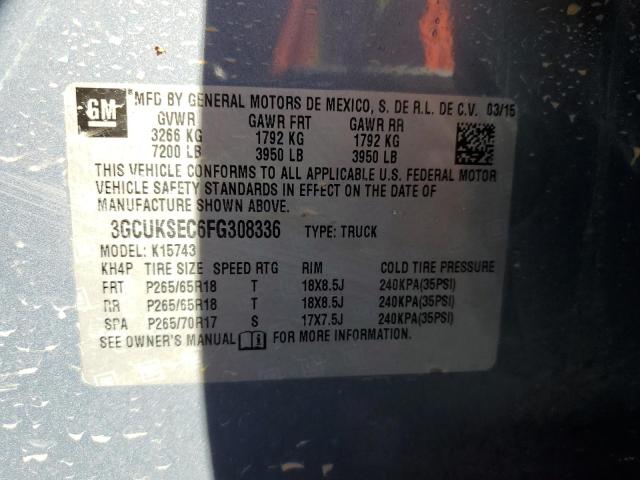 GM
MFD BY GENERAL MOTORS DE MEXICO, S. DE R.L. DE C.V. 03/15
GVWR GAWR FRT GAWR RR
3266 KG 1792 KG 1792 KG
7200 LB 3950 LB 3950 LB
THIS VEHICLE CONFORMS TO ALL APPLICABLE U.S. FEDERAL MOTOR
VEHICLE SAFETY STANDARDS IN EFFECT ON THE DATE OF
MANUFACTURE SHOWN ABOVE.
3GCUKSEC6FG308336 TYPE: TRUCK
MODEL: K15743
KH4P TIRE SIZE SPEED RTG RIM COLD TIRE PRESSURE
FRT P265/65R18 T 18X8.5J 240KPA(35PSI)
RR P265/65R18 T 18X8.5J 240KPA(35PSI)
SPA P265/70R17 S 17X7.5J 240KPA(35PSI)
SEE OWNER'S MANUAL FOR MORE INFORMATION.